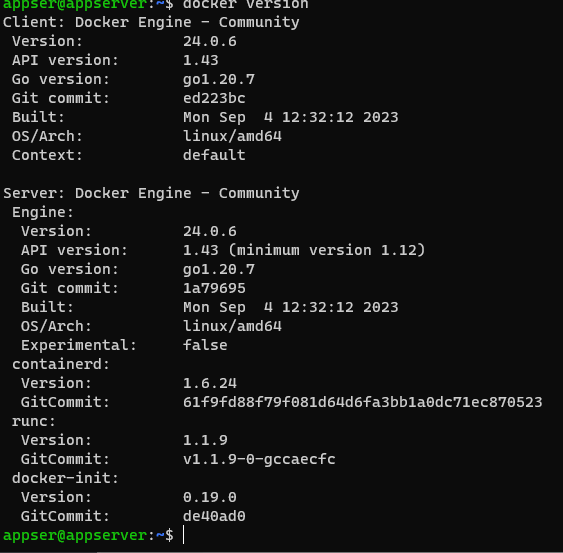 appser@appserver:~$ docker version
Client: Docker Engine - Community
 Version:           24.0.6
 API version:       1.43
 Go version:        go1.20.7
 Git commit:        ed223bc
 Built:             Mon Sep  4 12:32:12 2023
 OS/Arch:           linux/amd64
 Context:           default

Server: Docker Engine - Community
 Engine:
  Version:          24.0.6
  API version:      1.43 (minimum version 1.12)
  Go version:       go1.20.7
  Git commit:       1a79695
  Built:            Mon Sep  4 12:32:12 2023
  OS/Arch:          linux/amd64
  Experimental:     false
 containerd:
  Version:          1.6.24
  GitCommit:        61f9fd88f79f081d64d6fa3bb1a0dc71ec870523
 runc:
  Version:          1.1.9
  GitCommit:        v1.1.9-0-gccaecfc
 docker-init:
  Version:          0.19.0
  GitCommit:        de40ad0
appser@appserver:~$